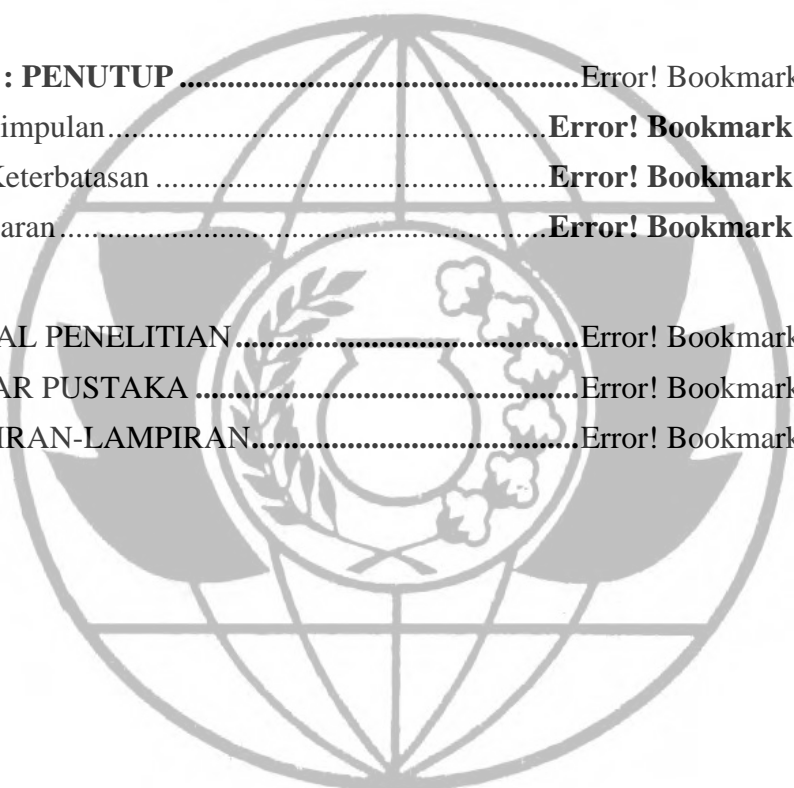 : PENUTUP ..................................................Error! Bookmark
impulan.......................................................Error! Bookmark
Keterbatasan .................................................Error! Bookmark
aran.............................................................Error! Bookmark
AL PENELITIAN...........................................Error! Bookmark
AR PUSTAKA ................................................Error! Bookmark
IRAN-LAMPIRAN.........................................Error! Bookmark